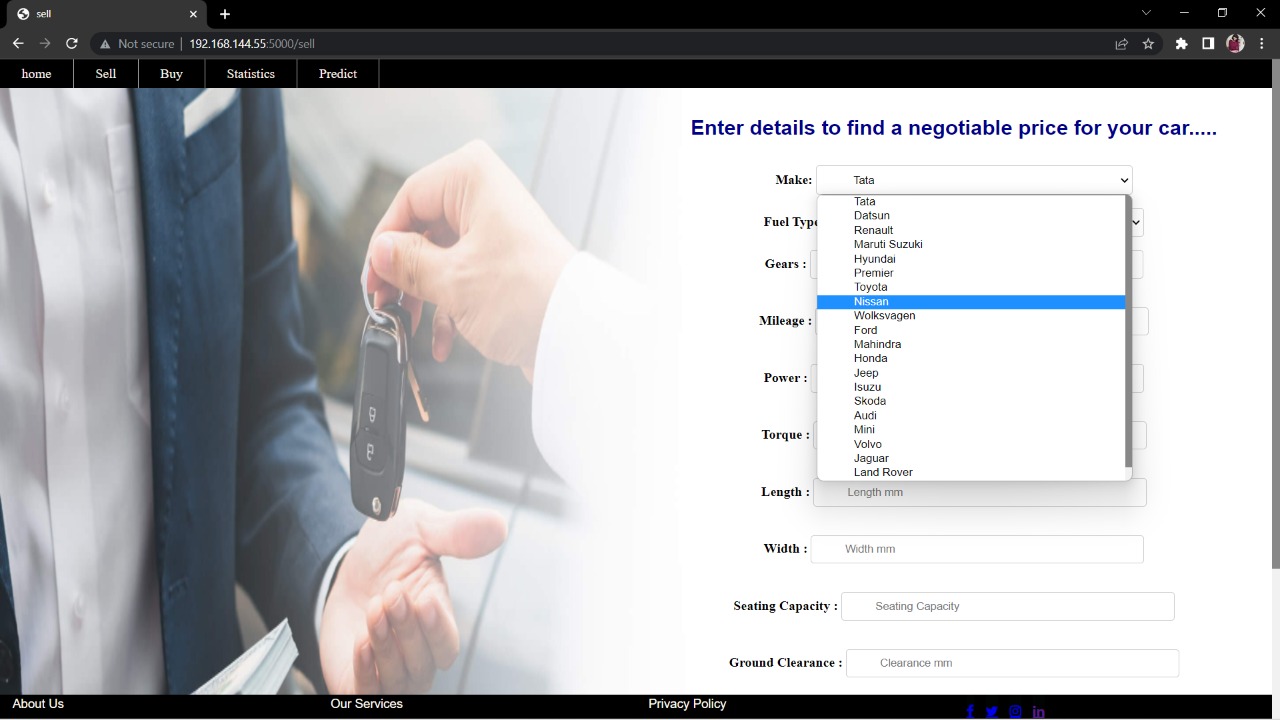 sell
Not secure | 192.168.144.55:5000/sell
home Sell Buy Statistics Predict
Enter details to find a negotiable price for your car.....
Make: Tata
Tata
Datsun
Renault
Maruti Suzuki
Hyundai
Premier
Toyota
Nissan
Wolksvagen
Ford
Mahindra
Honda
Jeep
Isuzu
Skoda
Audi
Mini
Volvo
Jaguar
Land Rover
Fuel Type
Gears :
Mileage :
Power :
Torque :
Length : Length mm
Width : Width mm
Seating Capacity : Seating Capacity
Ground Clearance : Clearance mm
About Us Our Services Privacy Policy